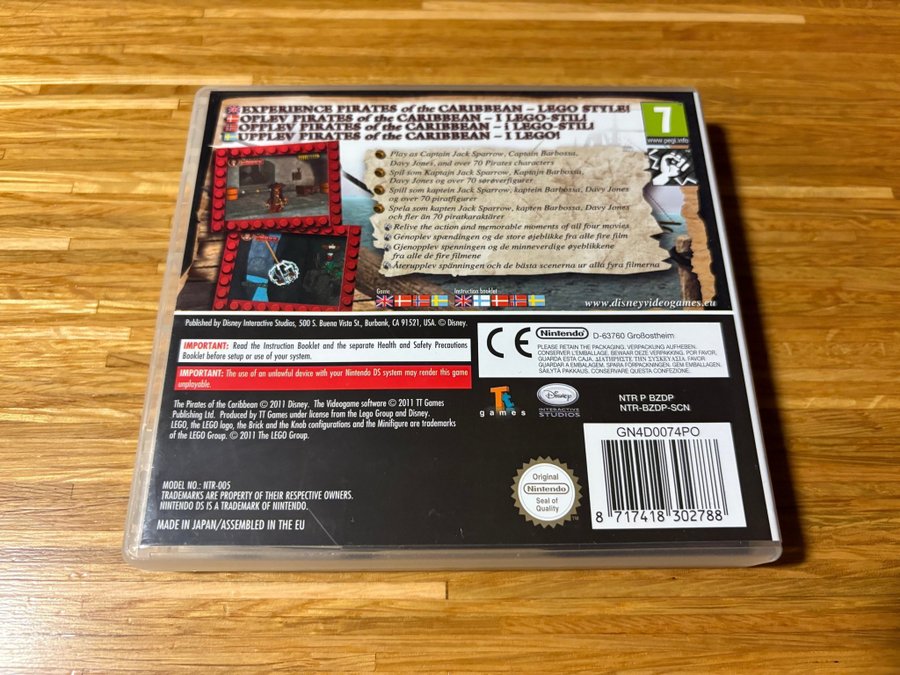 EXPERIENCE PIRATES of the CARIBBEAN – LEGO STYLE!
OPLEV PIRATES of the CARIBBEAN – I LEGO-STIL!
OPPLEV PIRATES of the CARIBBEAN – i LEGO-STIL!
UPPLEV PIRATES of the CARIBBEAN – I LEGO!
7
www.pegi.info
Play as Captain Jack Sparrow, Captain Barbossa,
Davy Jones, and over 70 Pirates characters
Spil som Kaptajn Jack Sparrow, Kaptajn Barbossa,
Davy Jones og over 70 sørøverfigurer
Spill som kaptein Jack Sparrow, kaptein Barbossa, Davy Jones
og over 70 piratfigurer
Spela som kapten Jack Sparrow, kapten Barbossa, Davy Jones
och fler än 70 piratkaraktärer
Relive the action and memorable moments of all four movies
Genoplev spændingen og de store øjeblikke fra alle fire film
Gjenopplev spenningen og de minneverdige øyeblikkene
fra alle de fire filmene
Återupplev spänningen och de bästa scenerna ur alla fyra filmerna
Game
Instruction booklet
www.disneyvideogames.eu
Published by Disney Interactive Studios, 500 S. Buena Vista St., Burbank, CA 91521, USA. © Disney.
IMPORTANT: Read the Instruction Booklet and the separate Health and Safety Precautions
Booklet before setup or use of your system.
IMPORTANT: The use of an unlawful device with your Nintendo DS system may render this game
unplayable.
The Pirates of the Caribbean © 2011 Disney. The Videogame software © 2011 TT Games
Publishing Ltd. Produced by TT Games under license from the Lego Group and Disney.
LEGO, the LEGO logo, the Brick and the Knob configurations and the Minifigure are trademarks
of the LEGO Group. © 2011 The LEGO Group.
MODEL NO.: NTR-005
TRADEMARKS ARE PROPERTY OF THEIR RESPECTIVE OWNERS.
NINTENDO DS IS A TRADEMARK OF NINTENDO.
MADE IN JAPAN/ASSEMBLED IN THE EU
CE
Nintendo
D-63760 Großostheim
PLEASE RETAIN THE PACKAGING. VERPACKUNG AUFHEBEN.
CONSERVER L'EMBALLAGE. BEWAAR DEZE VERPAKKING. POR FAVOR,
GUARDA ESTA CAJA. ΔΙΑΤΗΡΗΣΤΕ ΤΗΝ ΣΥΣΚΕΥΑΣΙΑ. FAVOR
GUARDAR A EMBALAGEM. SPARA FÖRPACKNINGEN. GEM EMBALLAGEN.
SÄILYTÄ PAKKAUS. CONSERVARE QUESTA CONFEZIONE.
Tt
games
Disney
INTERACTIVE
STUDIOS
NTR P BZDP
NTR-BZDP-SCN
GN4D0074PO
8 717418 302788
Original
Nintendo
Seal of
Quality
TM